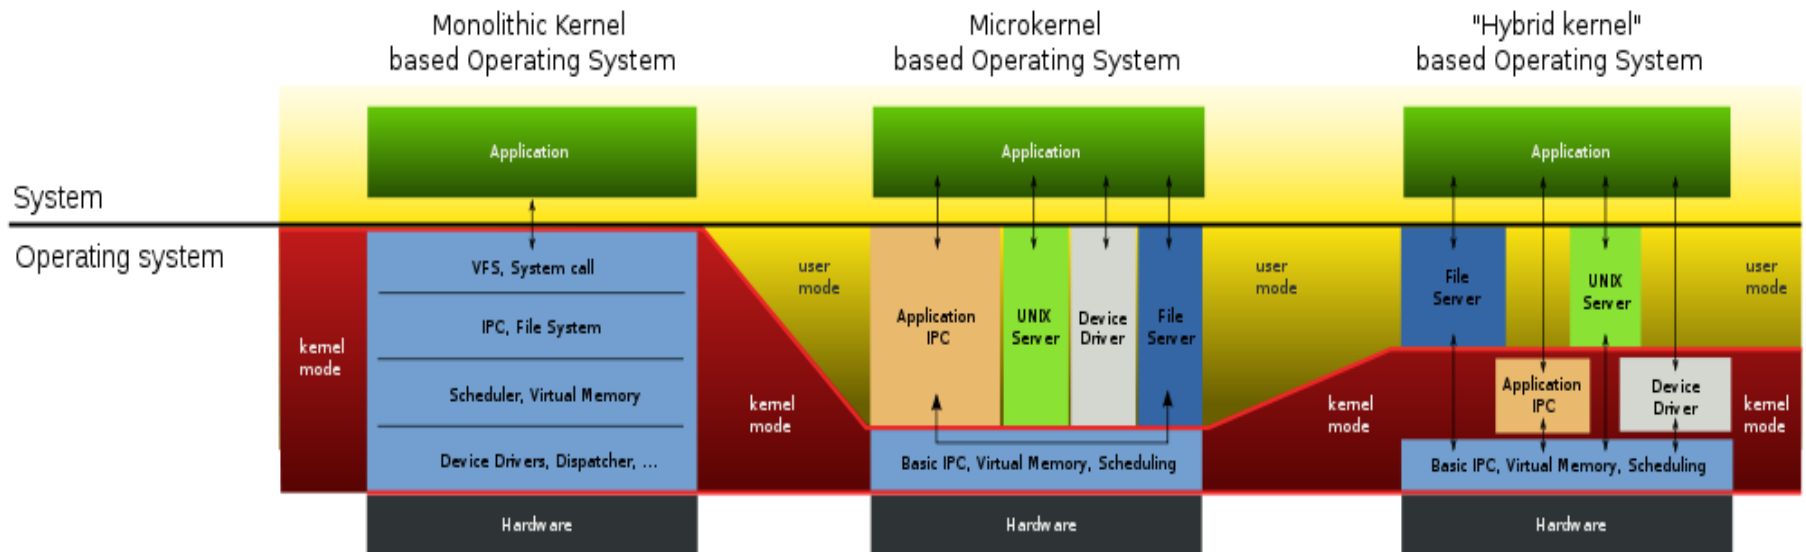 Monolithic Kernel
based Operating System
Microkernel
based Operating System
"Hybrid kernel"
based Operating System
Application
Application
Application
System
Operating system
kernel
mode
VFS, System call
IPC, File System
Scheduler, Virtual Memory
Device Drivers, Dispatcher, ...
Hardware
user
mode
kernel
mode
Application
IPC
UNIX
Server
Device
Driver
File
Server
Basic IPC, Virtual Memory, Scheduling
Hardware
user
mode
kernel
mode
File
Server
UNIX
Server
Application
IPC
Device
Driver
Basic IPC, Virtual Memory, Scheduling
Hardware
user
mode
kernel
mode